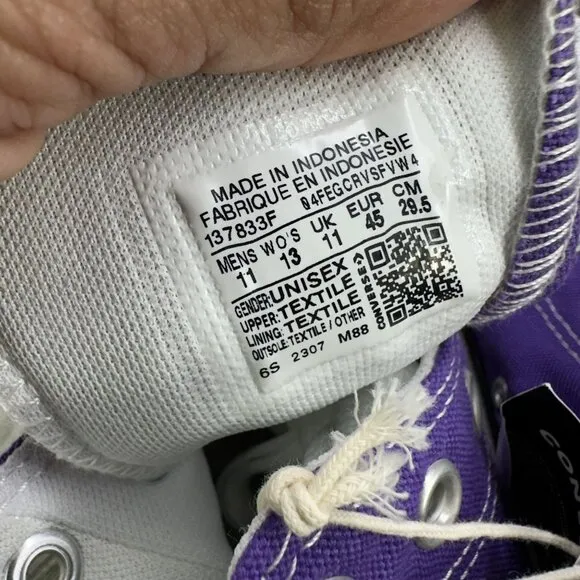 MADE IN INDONESIA
FABRIQUE EN INDONESIE
137833F 04FEGCRVSFVW4
MENS WO'S UK EUR CM
11 13 11 45 29.5
GENDER: UNISEX
UPPER: TEXTILE
LINING: TEXTILE
OUTSOLE: TEXTILE / OTHER
6S 2307 M88
CONVERSE>